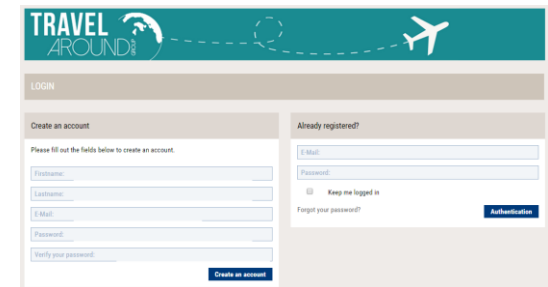 TRAVEL
AROUND
GROUP
LOGIN
Create an account
Please fill out the fields below to create an account.
Firstname:
Lastname:
E-Mail
Password:
Verify your password:
Create an account
Already registered?
E-Mail:
Password:
Keep me logged in
Forgot your password?
Authentication